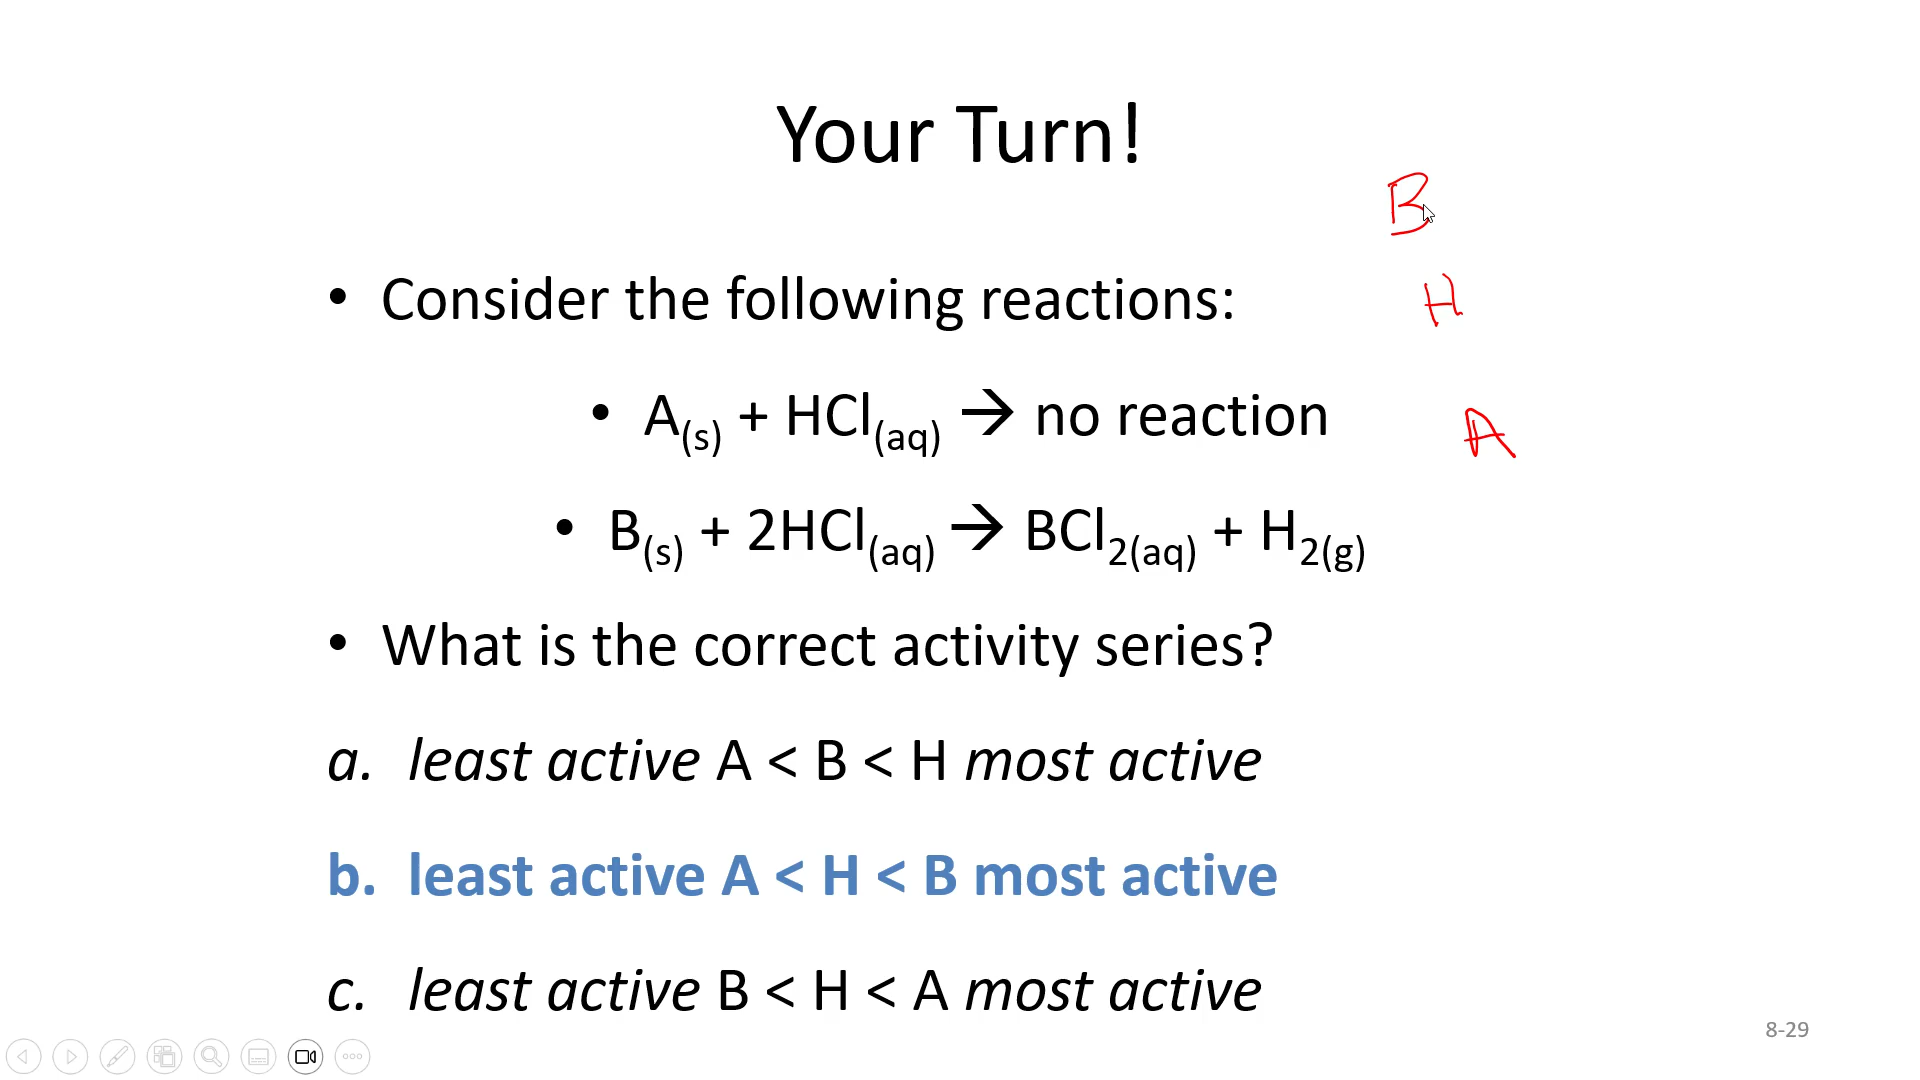 Your Turn!
B
• Consider the following reactions:
H
• A(s) + HCl(aq) → no reaction
A
• B(s) + 2HCl(aq) → BCl2(aq) + H2(g)
• What is the correct activity series?
a. least active A < B < H most active
b. least active A < H < B most active
c. least active B < H < A most active
8-29